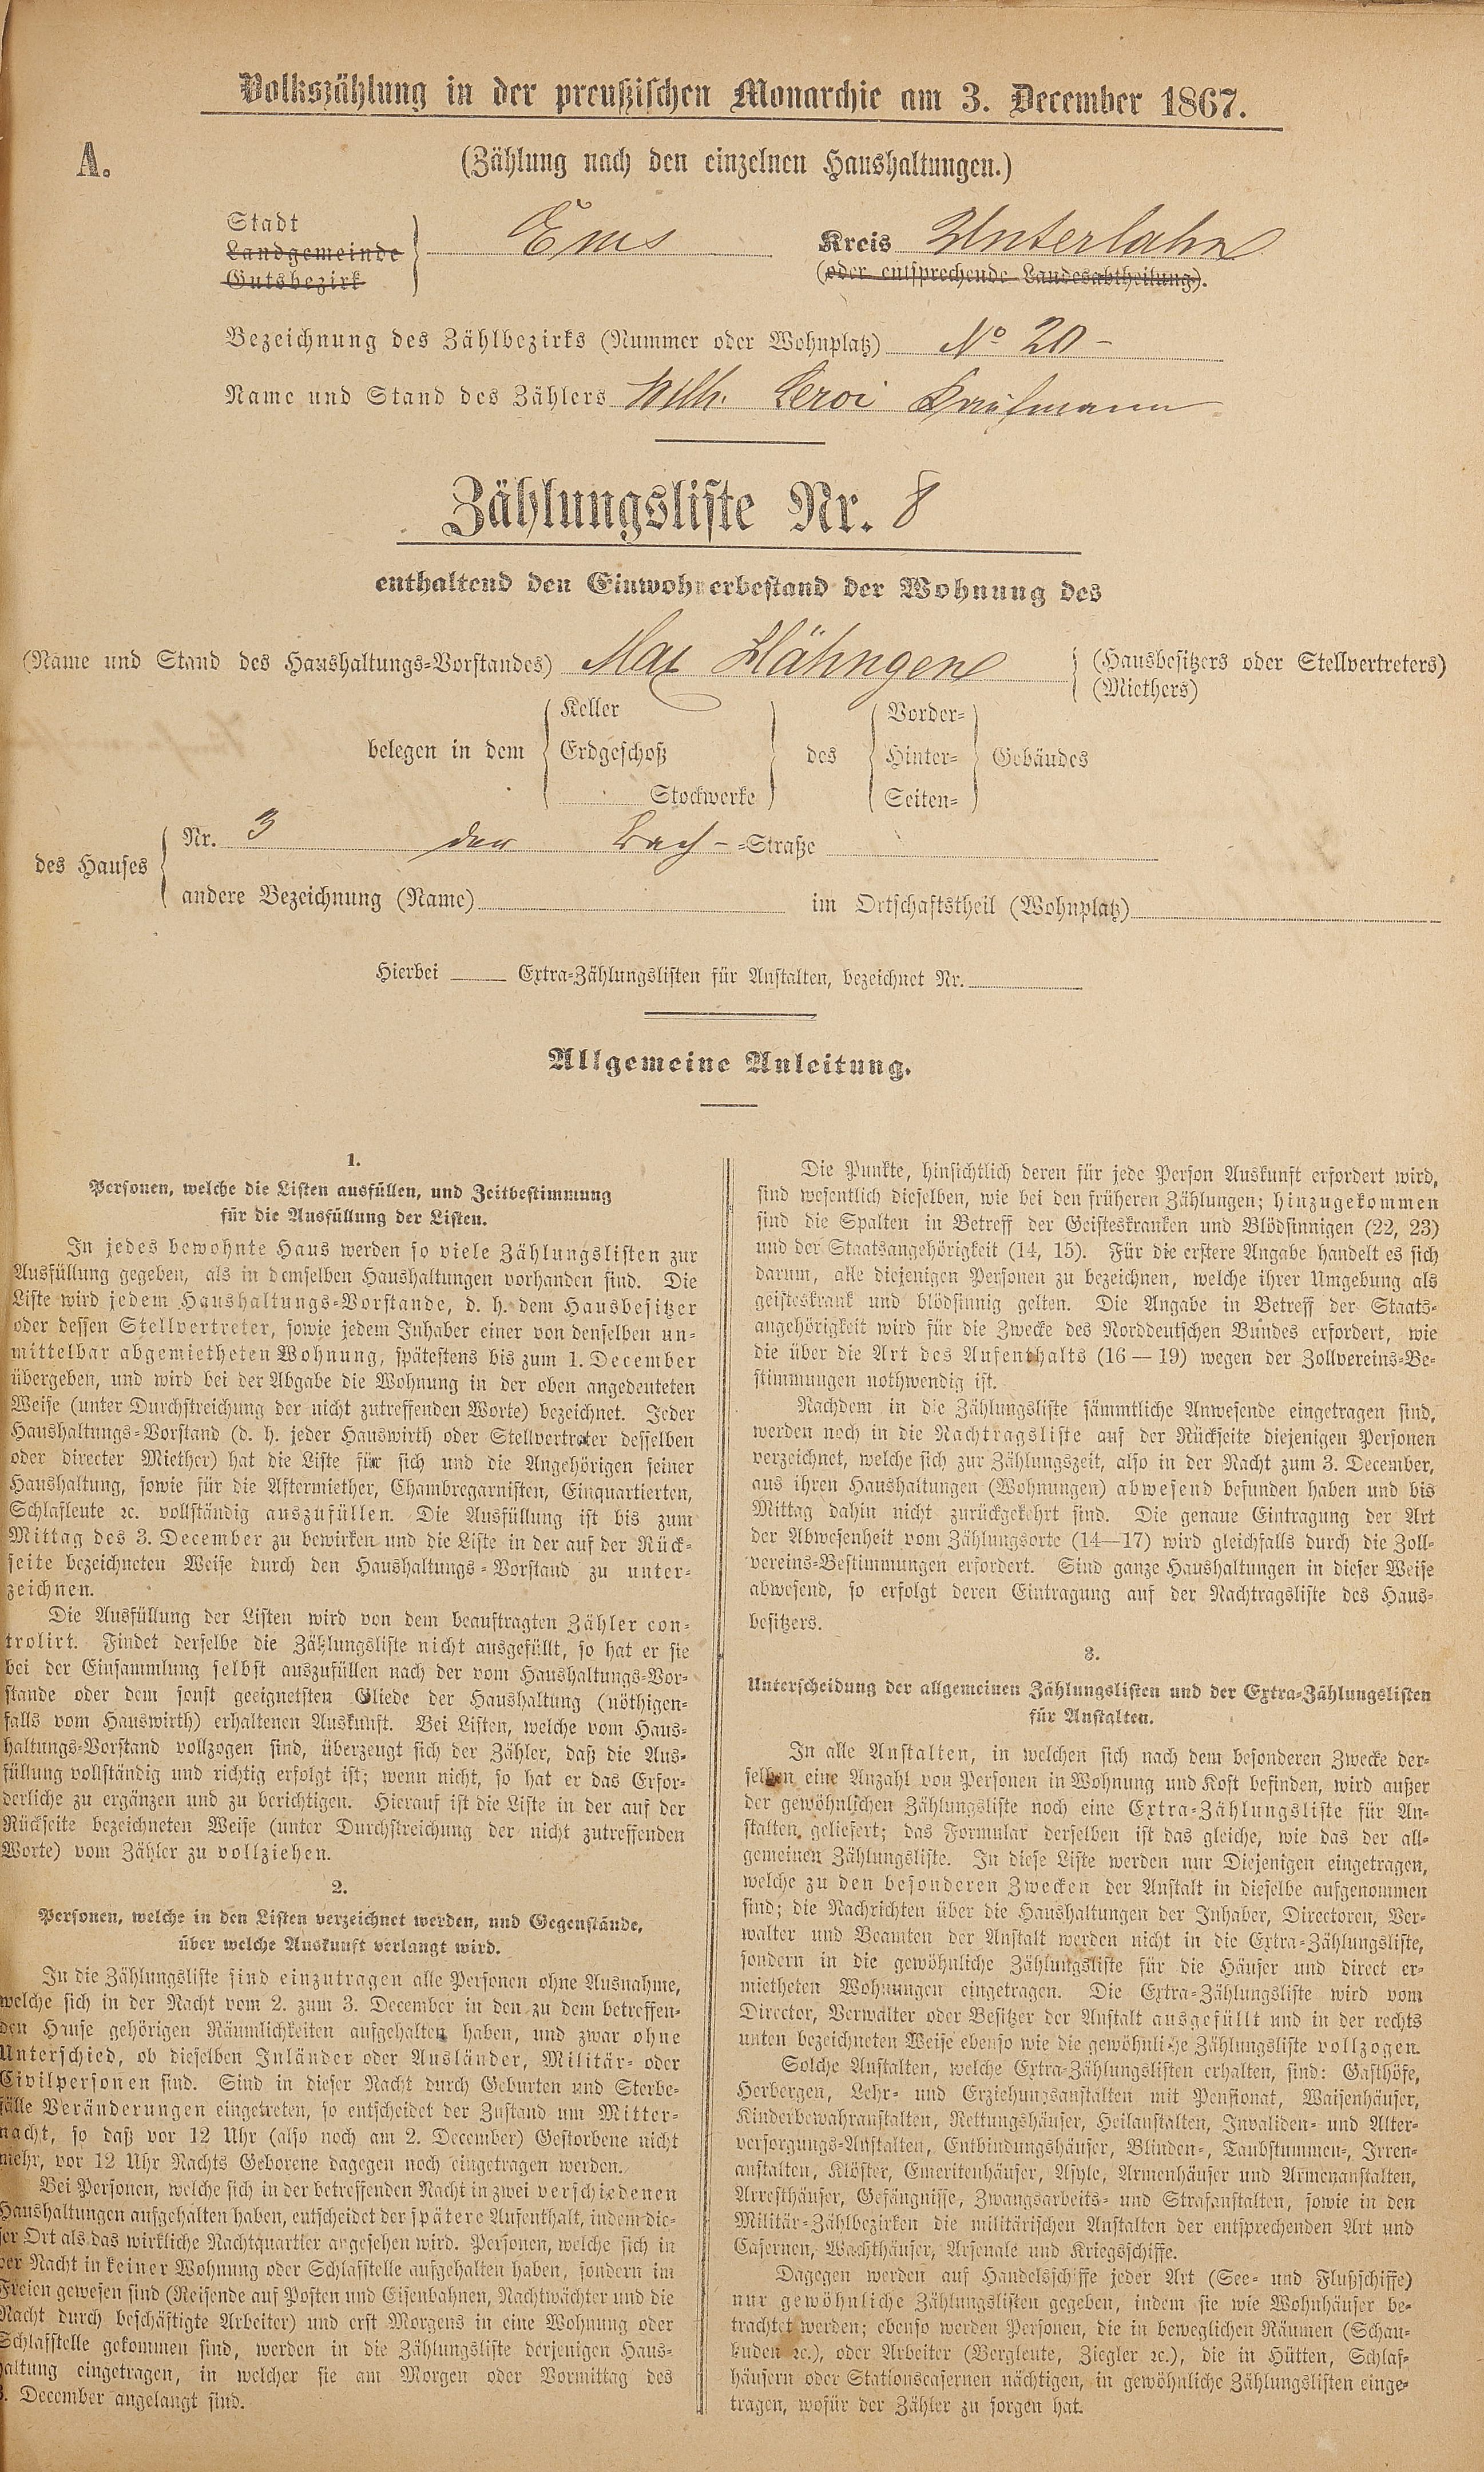 Volkszählung in der preußischen Monarchie am 3. December 1867.
A.
(Zählung nach den einzelnen Haushaltungen.)
Stadt
Landgemeinde
Gutsbezirk
Ems
Kreis Unterlahn
(oder entsprechende Landesabtheilung).
Bezeichnung des Zählbezirks (Nummer oder Wohnplatz) No 20 -
Name und Stand des Zählers Wilh. Leroi Kaufmann
Zählungsliste Nr. 8
enthaltend den Einwohnerbestand der Wohnung des
(Name und Stand des Haushaltungs-Vorstandes) Max Hähngen (Hausbesitzers oder Stellvertreters)
(Miethers)
belegen in dem
Keller
Erdgeschoß
Stockwerke
des
Vorder-
Hinter-
Seiten-
Gebäudes
des Hauses
Nr. 3 der -Straße
andere Bezeichnung (Name) im Ortschaftstheil (Wohnplatz)
Hierbei Extra-Zählungslisten für Anstalten, bezeichnet Nr.
Allgemeine Anleitung.
1.
Personen, welche die Listen ausfüllen, und Zeitbestimmung
für die Ausfüllung der Listen.
In jedes bewohnte Haus werden so viele Zählungslisten zur
Ausfüllung gegeben, als in demselben Haushaltungen vorhanden sind. Die
Liste wird jedem Haushaltungs-Vorstande, d. h. dem Hausbesitzer
oder dessen Stellvertreter, sowie jedem Inhaber einer von denselben un-
mittelbar abgemietheten Wohnung, spätestens bis zum 1. December
übergeben, und wird bei der Abgabe die Wohnung in der oben angedeuteten
Weise (unter Durchstreichung der nicht zutreffenden Worte) bezeichnet. Jeder
Haushaltungs-Vorstand (d. h. jeder Hauswirth oder Stellvertreter desselben
oder directer Miether) hat die Liste für sich und die Angehörigen seiner
Haushaltung, sowie für die Aftermiether, Chambregarnisten, Einquartierten,
Schlafleute ꝛc. vollständig auszufüllen. Die Ausfüllung ist bis zum
Mittag des 3. December zu bewirken und die Liste in der auf der Rück-
seite bezeichneten Weise durch den Haushaltungs-Vorstand zu unter-
zeichnen.
Die Ausfüllung der Listen wird von dem beauftragten Zähler con-
trolirt. Findet derselbe die Zählungsliste nicht ausgefüllt, so hat er sie
bei der Einsammlung selbst auszufüllen nach der vom Haushaltungs-Vor-
stande oder dem sonst geeignetsten Gliede der Haushaltung (nöthigen-
falls vom Hauswirth) erhaltenen Auskunft. Bei Listen, welche vom Haus-
haltungs-Vorstand vollzogen sind, überzeugt sich der Zähler, daß die Aus-
füllung vollständig und richtig erfolgt ist; wenn nicht, so hat er das Erfor-
derliche zu ergänzen und zu berichtigen. Hierauf ist die Liste in der auf der
Rückseite bezeichneten Weise (unter Durchstreichung der nicht zutreffenden
Worte) vom Zähler zu vollziehen.
2.
Personen, welche in den Listen verzeichnet werden, und Gegenstände,
über welche Auskunft verlangt wird.
In die Zählungsliste sind einzutragen alle Personen ohne Ausnahme,
welche sich in der Nacht vom 2. zum 3. December in den zu dem betreffen-
den Hause gehörigen Räumlichkeiten aufgehalten haben, und zwar ohne
Unterschied, ob dieselben Inländer oder Ausländer, Militär- oder
Civilpersonen sind. Sind in dieser Nacht durch Geburten und Sterbe-
fälle Veränderungen eingetreten, so entscheidet der Zustand um Mitter-
nacht, so daß vor 12 Uhr (also noch am 2. December) Gestorbene nicht
mehr, vor 12 Uhr Nachts Geborene dagegen noch eingetragen werden.
Bei Personen, welche sich in der betreffenden Nacht in zwei verschiedenen
Haushaltungen aufgehalten haben, entscheidet der spätere Aufenthalt, indem die-
ser Ort als das wirkliche Nachtquartier angesehen wird. Personen, welche sich in
der Nacht in keiner Wohnung oder Schlafstelle aufgehalten haben, sondern im
Freien gewesen sind (Reisende auf Posten und Eisenbahnen, Nachtwächter und die
Nacht durch beschäftigte Arbeiter) und erst Morgens in eine Wohnung oder
Schlafstelle gekommen sind, werden in die Zählungsliste derjenigen Haus-
haltung eingetragen, in welcher sie am Morgen oder Vormittag des
3. December angelangt sind.
Die Punkte, hinsichtlich deren für jede Person Auskunft erfordert wird,
sind wesentlich dieselben, wie bei den früheren Zählungen; hinzugekommen
sind die Spalten in Betreff der Geisteskranken und Blödsinnigen (22, 23)
und der Staatsangehörigkeit (14, 15). Für die erstere Angabe handelt es sich
darum, alle diejenigen Personen zu bezeichnen, welche ihrer Umgebung als
geisteskrank und blödsinnig gelten. Die Angabe in Betreff der Staats-
angehörigkeit wird für die Zwecke des Norddeutschen Bundes erfordert, wie
die über die Art des Aufenthalts (16—19) wegen der Zollvereins-Be-
stimmungen nothwendig ist.
Nachdem in die Zählungsliste sämmtliche Anwesende eingetragen sind,
werden noch in die Nachtragsliste auf der Rückseite diejenigen Personen
verzeichnet, welche sich zur Zählungszeit, also in der Nacht zum 3. December,
aus ihren Haushaltungen (Wohnungen) abwesend befunden haben und bis
Mittag dahin nicht zurückgekehrt sind. Die genaue Eintragung der Art
der Abwesenheit vom Zählungsorte (14—17) wird gleichfalls durch die Zoll-
vereins-Bestimmungen erfordert. Sind ganze Haushaltungen in dieser Weise
abwesend, so erfolgt deren Eintragung auf der Nachtragsliste des Haus-
besitzers.
3.
Unterscheidung der allgemeinen Zählungslisten und der Extra-Zählungslisten
für Anstalten.
In alle Anstalten, in welchen sich nach dem besonderen Zwecke der-
selben eine Anzahl von Personen in Wohnung und Kost befinden, wird außer
der gewöhnlichen Zählungsliste noch eine Extra-Zählungsliste für An-
stalten geliefert; das Formular derselben ist das gleiche, wie das der all-
gemeinen Zählungsliste. In diese Liste werden nur Diejenigen eingetragen,
welche zu den besonderen Zwecken der Anstalt in dieselbe aufgenommen
sind; die Nachrichten über die Haushaltungen der Inhaber, Directoren, Ver-
walter und Beamten der Anstalt werden nicht in die Extra-Zählungsliste,
sondern in die gewöhnliche Zählungsliste für die Häuser und direct er-
mietheten Wohnungen eingetragen. Die Extra-Zählungsliste wird vom
Director, Verwalter oder Besitzer der Anstalt ausgefüllt und in der rechts
unten bezeichneten Weise ebenso wie die gewöhnliche Zählungsliste vollzogen.
Solche Anstalten, welche Extra-Zählungslisten erhalten, sind: Gasthöfe,
Herbergen, Lehr- und Erziehungsanstalten mit Pensionat, Waisenhäuser,
Kinderbewahranstalten, Rettungshäuser, Heilanstalten, Invaliden- und Alter-
versorgungs-Anstalten, Entbindungshäuser, Blinden-, Taubstummen-, Irren-
anstalten, Klöster, Emeritenhäuser, Asyle, Armenhäuser und Armenanstalten,
Arresthäuser, Gefängnisse, Zwangsarbeits- und Strafanstalten, sowie in den
Militär-Zählbezirken die militärischen Anstalten der entsprechenden Art und
Casernen, Wachthäuser, Arsenale und Kriegsschiffe.
Dagegen werden auf Handelsschiffe jeder Art (See- und Flußschiffe)
nur gewöhnliche Zählungslisten gegeben, indem sie wie Wohnhäuser be-
trachtet werden; ebenso werden Personen, die in beweglichen Räumen (Schau-
buden ꝛc.), oder Arbeiter (Bergleute, Ziegler ꝛc.), die in Hütten, Schlaf-
häusern oder Stationscasernen nächtigen, in gewöhnliche Zählungslisten einge-
tragen, wofür der Zähler zu sorgen hat.